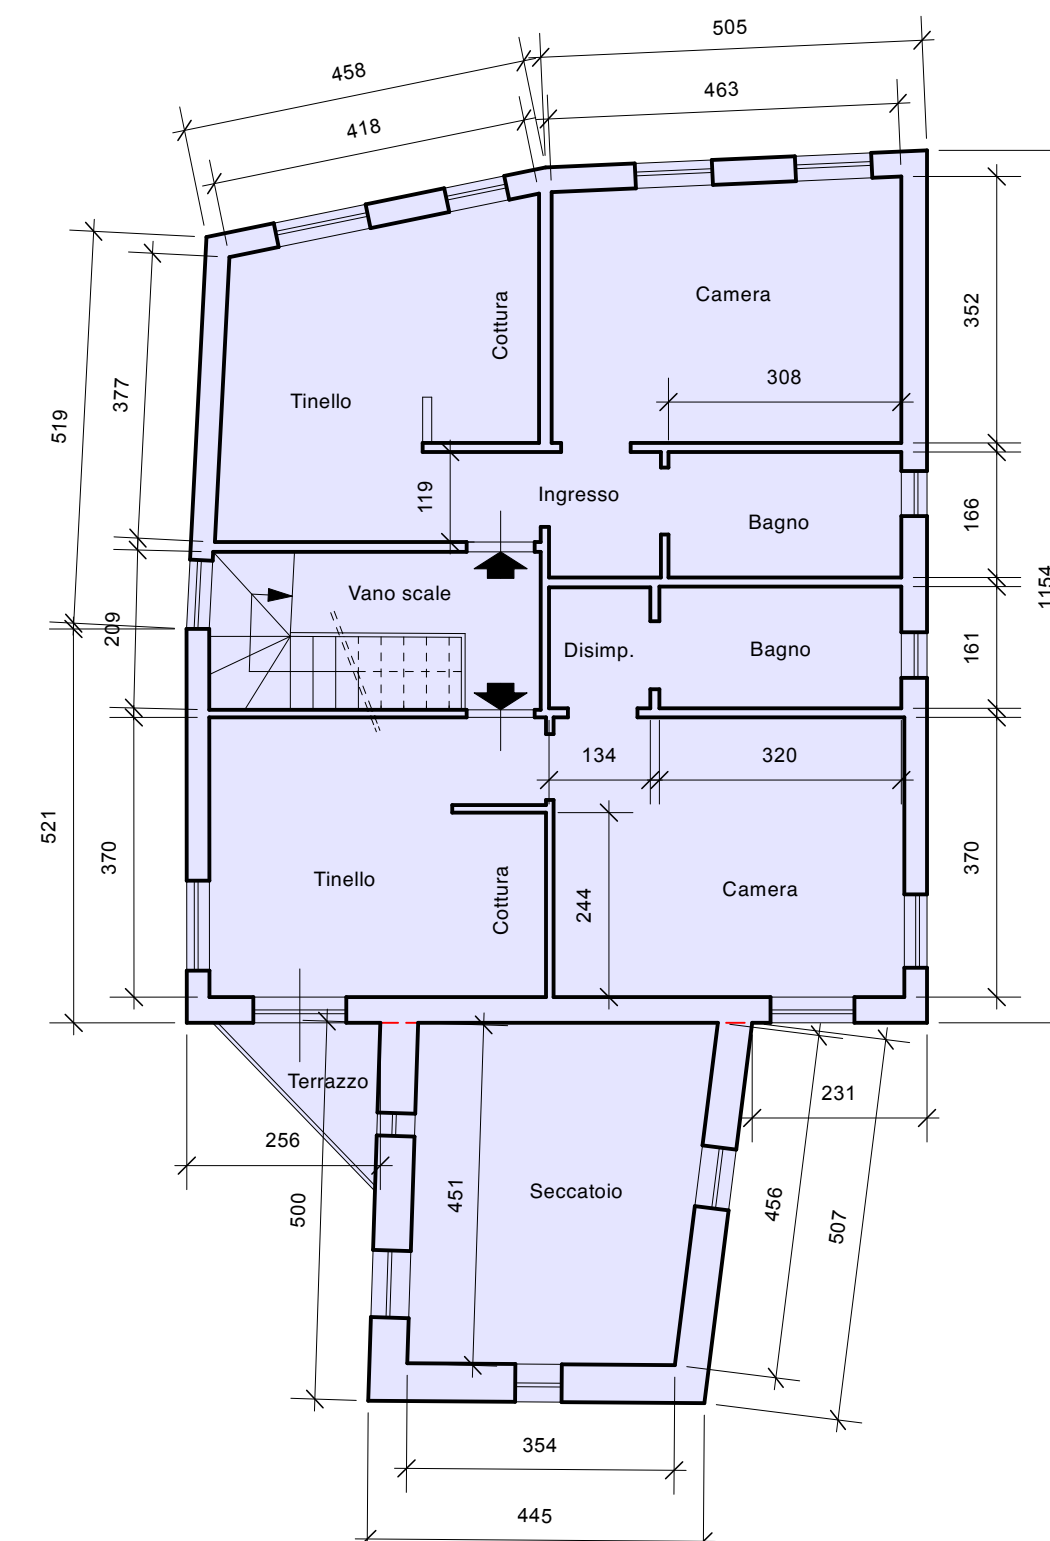 505
458
463
418
Camera
Cottura
352
308
377
Tinello
519
119
Ingresso
166
Bagno
1154
Vano scale
209
Disimp.
Bagno
161
134
320
521
370
Tinello
Cottura
244
Camera
370
Terrazzo
231
256
500
451
Seccatoio
456
507
354
445